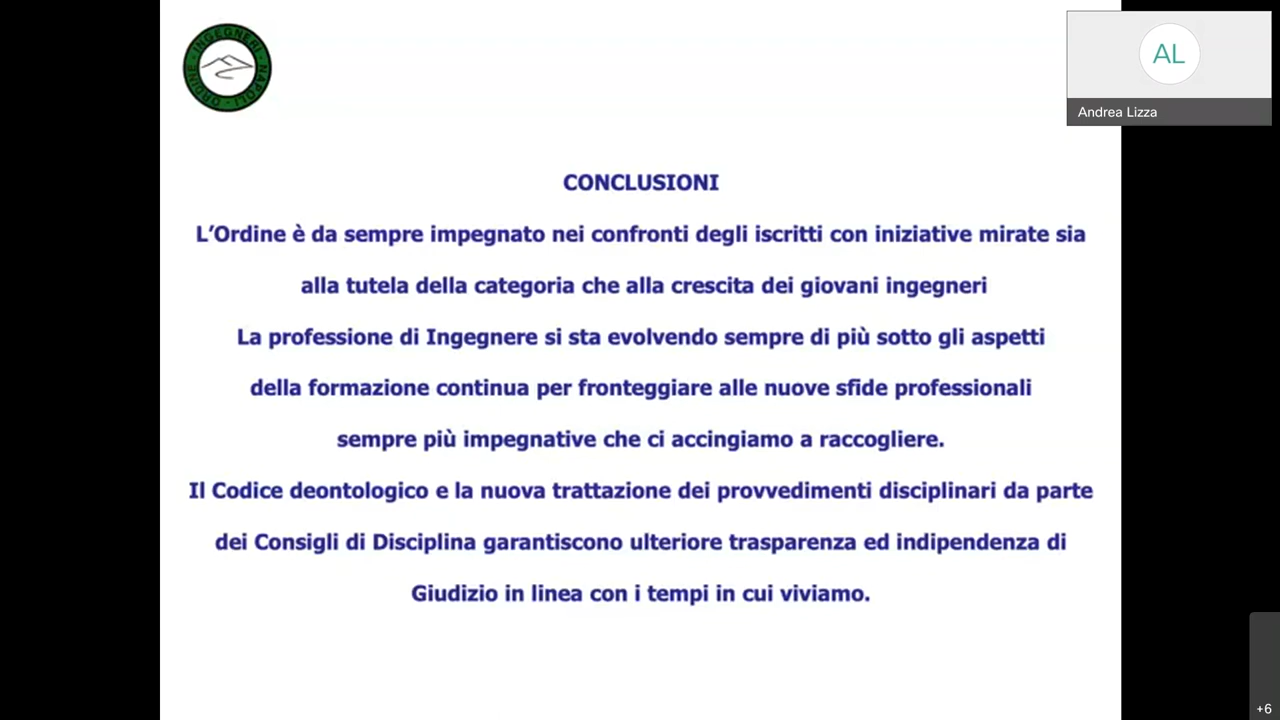 ORDINE · INGEGNERI · NAPOLI
AL
Andrea Lizza
CONCLUSIONI
L’Ordine è da sempre impegnato nei confronti degli iscritti con iniziative mirate sia
alla tutela della categoria che alla crescita dei giovani ingegneri
La professione di Ingegnere si sta evolvendo sempre di più sotto gli aspetti
della formazione continua per fronteggiare alle nuove sfide professionali
sempre più impegnative che ci accingiamo a raccogliere.
Il Codice deontologico e la nuova trattazione dei provvedimenti disciplinari da parte
dei Consigli di Disciplina garantiscono ulteriore trasparenza ed indipendenza di
Giudizio in linea con i tempi in cui viviamo.
+6